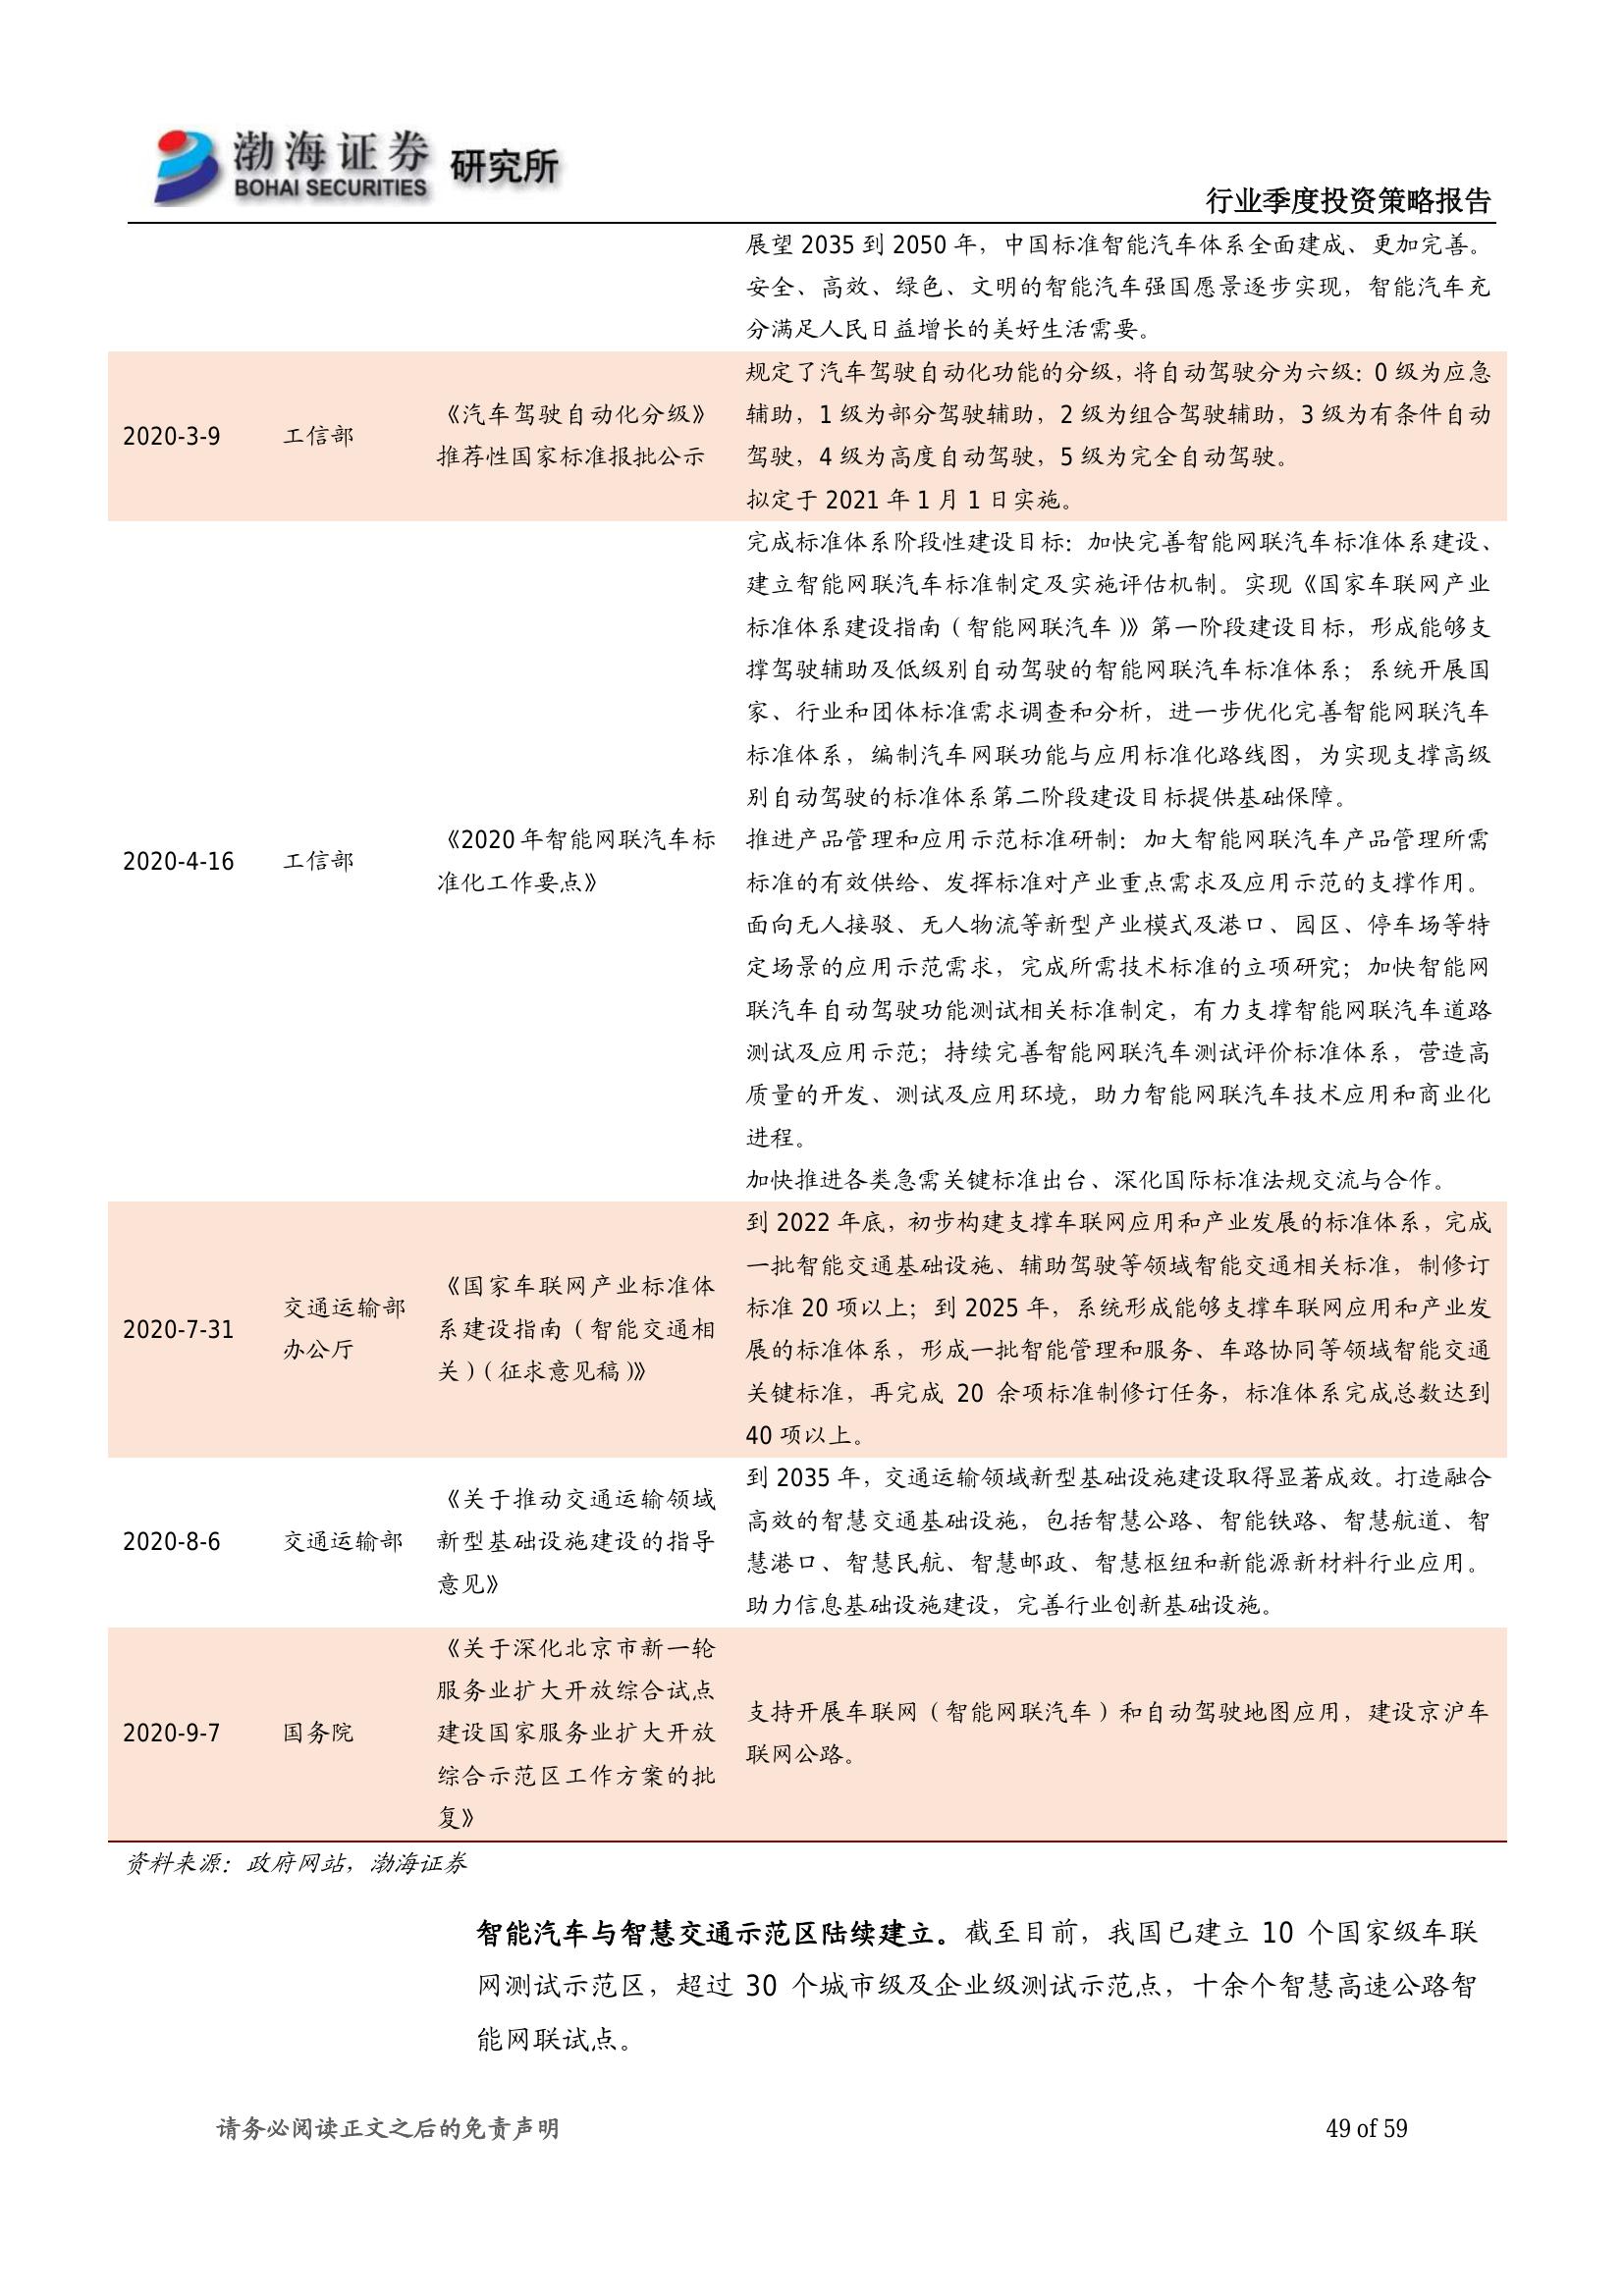 渤海证券 研究所
BOHAI SECURITIES
行业季度投资策略报告
展望 2035 到 2050 年，中国标准智能汽车体系全面建成、更加完善。
安全、高效、绿色、文明的智能汽车强国愿景逐步实现，智能汽车充
分满足人民日益增长的美好生活需要。
2020-3-9
工信部
《汽车驾驶自动化分级》
推荐性国家标准报批公示
规定了汽车驾驶自动化功能的分级，将自动驾驶分为六级：0 级为应急
辅助，1 级为部分驾驶辅助，2 级为组合驾驶辅助，3 级为有条件自动
驾驶，4 级为高度自动驾驶，5 级为完全自动驾驶。
拟定于 2021 年 1 月 1 日实施。
2020-4-16
工信部
《2020 年智能网联汽车标
准化工作要点》
完成标准体系阶段性建设目标：加快完善智能网联汽车标准体系建设、
建立智能网联汽车标准制定及实施评估机制。实现《国家车联网产业
标准体系建设指南（智能网联汽车）》第一阶段建设目标，形成能够支
撑驾驶辅助及低级别自动驾驶的智能网联汽车标准体系；系统开展国
家、行业和团体标准需求调查和分析，进一步优化完善智能网联汽车
标准体系，编制汽车网联功能与应用标准化路线图，为实现支撑高级
别自动驾驶的标准体系第二阶段建设目标提供基础保障。
推进产品管理和应用示范标准研制：加大智能网联汽车产品管理所需
标准的有效供给、发挥标准对产业重点需求及应用示范的支撑作用。
面向无人接驳、无人物流等新型产业模式及港口、园区、停车场等特
定场景的应用示范需求，完成所需技术标准的立项研究；加快智能网
联汽车自动驾驶功能测试相关标准制定，有力支撑智能网联汽车道路
测试及应用示范；持续完善智能网联汽车测试评价标准体系，营造高
质量的开发、测试及应用环境，助力智能网联汽车技术应用和商业化
进程。
加快推进各类急需关键标准出台、深化国际标准法规交流与合作。
2020-7-31
交通运输部
办公厅
《国家车联网产业标准体
系建设指南（智能交通相
关）（征求意见稿）》
到 2022 年底，初步构建支撑车联网应用和产业发展的标准体系，完成
一批智能交通基础设施、辅助驾驶等领域智能交通相关标准，制修订
标准 20 项以上；到 2025 年，系统形成能够支撑车联网应用和产业发
展的标准体系，形成一批智能管理和服务、车路协同等领域智能交通
关键标准，再完成 20 余项标准制修订任务，标准体系完成总数达到
40 项以上。
2020-8-6
交通运输部
《关于推动交通运输领域
新型基础设施建设的指导
意见》
到 2035 年，交通运输领域新型基础设施建设取得显著成效。打造融合
高效的智慧交通基础设施，包括智慧公路、智能铁路、智慧航道、智
慧港口、智慧民航、智慧邮政、智慧枢纽和新能源新材料行业应用。
助力信息基础设施建设，完善行业创新基础设施。
2020-9-7
国务院
《关于深化北京市新一轮
服务业扩大开放综合试点
建设国家服务业扩大开放
综合示范区工作方案的批
复》
支持开展车联网（智能网联汽车）和自动驾驶地图应用，建设京沪车
联网公路。
资料来源：政府网站，渤海证券
智能汽车与智慧交通示范区陆续建立。截至目前，我国已建立 10 个国家级车联
网测试示范区，超过 30 个城市级及企业级测试示范点，十余个智慧高速公路智
能网联试点。
请务必阅读正文之后的免责声明
49 of 59